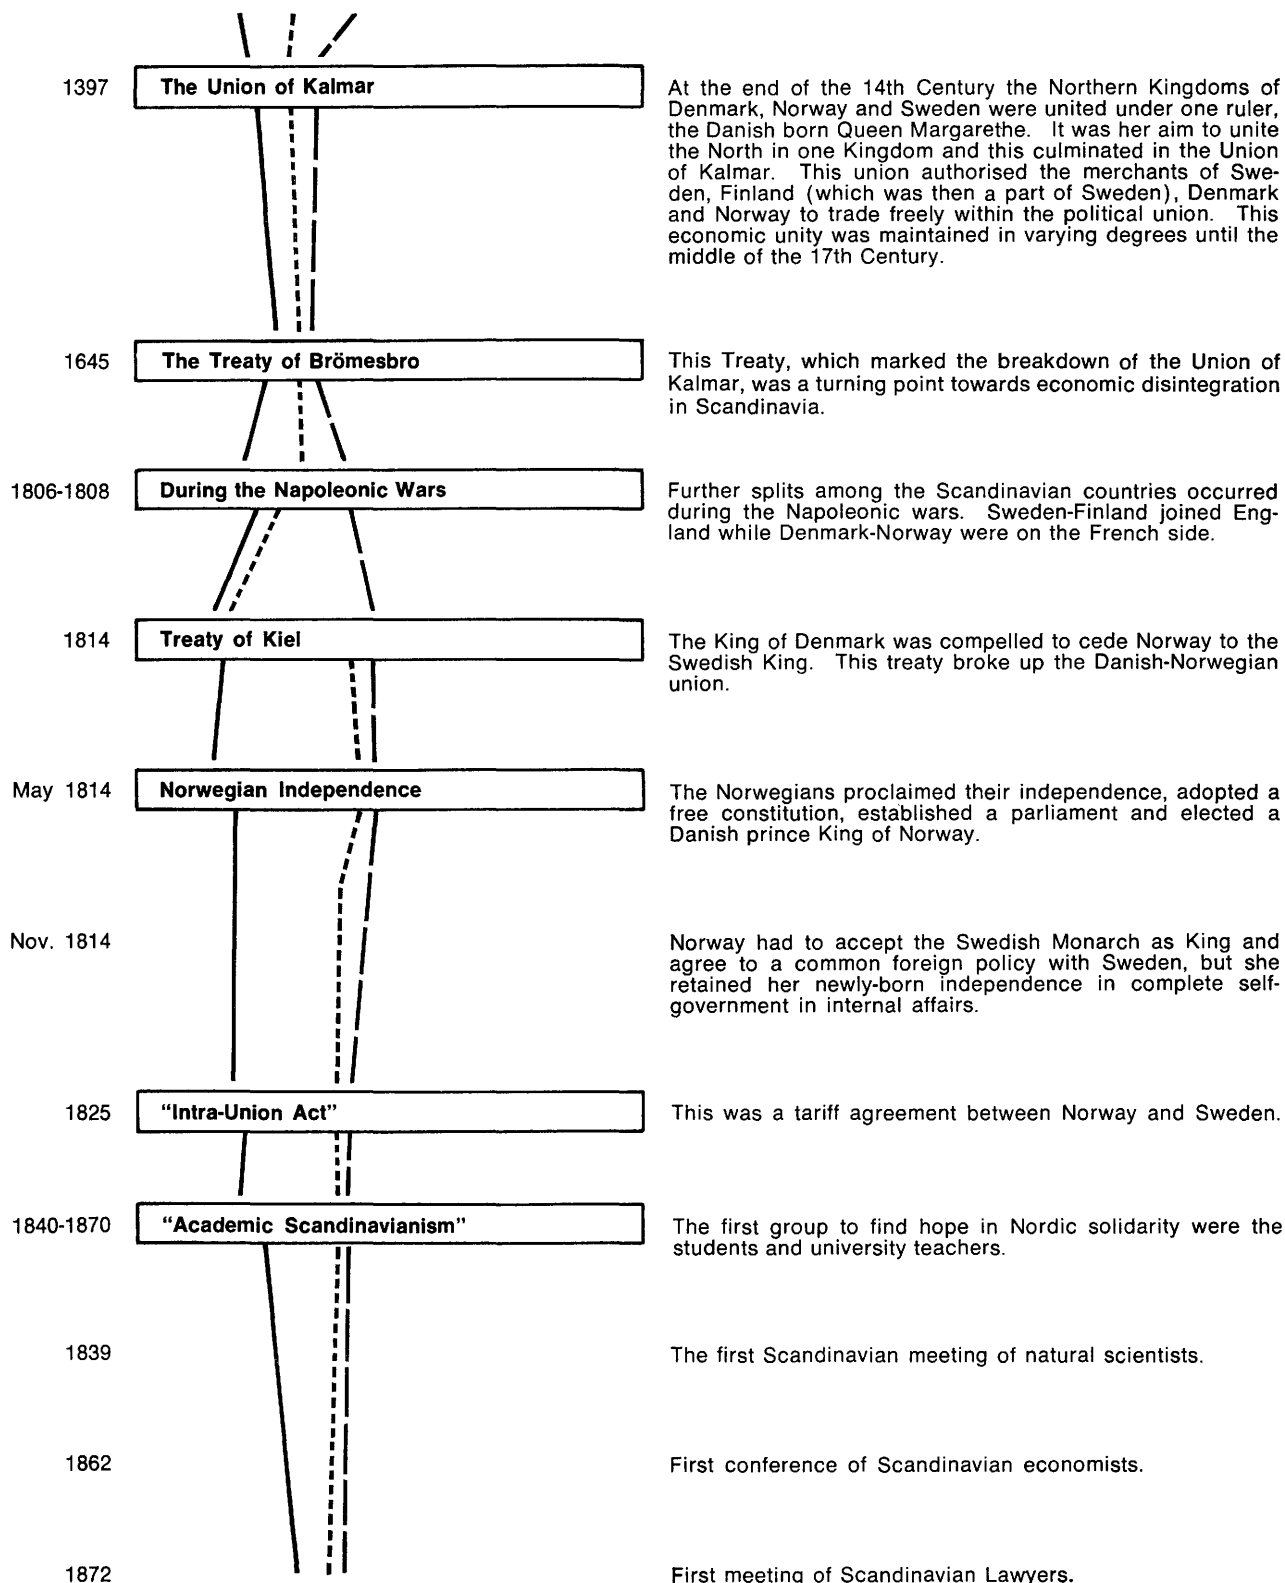 1397
The Union of Kalmar
At the end of the 14th Century the Northern Kingdoms of
Denmark, Norway and Sweden were united under one ruler,
the Danish born Queen Margarethe. It was her aim to unite
the North in one Kingdom and this culminated in the Union
of Kalmar. This union authorised the merchants of Swe-
den, Finland (which was then a part of Sweden), Denmark
and Norway to trade freely within the political union. This
economic unity was maintained in varying degrees until the
middle of the 17th Century.
1645
The Treaty of Brömesbro
This Treaty, which marked the breakdown of the Union of
Kalmar, was a turning point towards economic disintegration
in Scandinavia.
1806-1808
During the Napoleonic Wars
Further splits among the Scandinavian countries occurred
during the Napoleonic wars. Sweden-Finland joined Eng-
land while Denmark-Norway were on the French side.
1814
Treaty of Kiel
The King of Denmark was compelled to cede Norway to the
Swedish King. This treaty broke up the Danish-Norwegian
union.
May 1814
Norwegian Independence
The Norwegians proclaimed their independence, adopted a
free constitution, established a parliament and elected a
Danish prince King of Norway.
Nov. 1814
Norway had to accept the Swedish Monarch as King and
agree to a common foreign policy with Sweden, but she
retained her newly-born independence in complete self-
government in internal affairs.
1825
“Intra-Union Act”
This was a tariff agreement between Norway and Sweden.
1840-1870
“Academic Scandinavianism”
The first group to find hope in Nordic solidarity were the
students and university teachers.
1839
The first Scandinavian meeting of natural scientists.
1862
First conference of Scandinavian economists.
1872
First meeting of Scandinavian Lawyers.